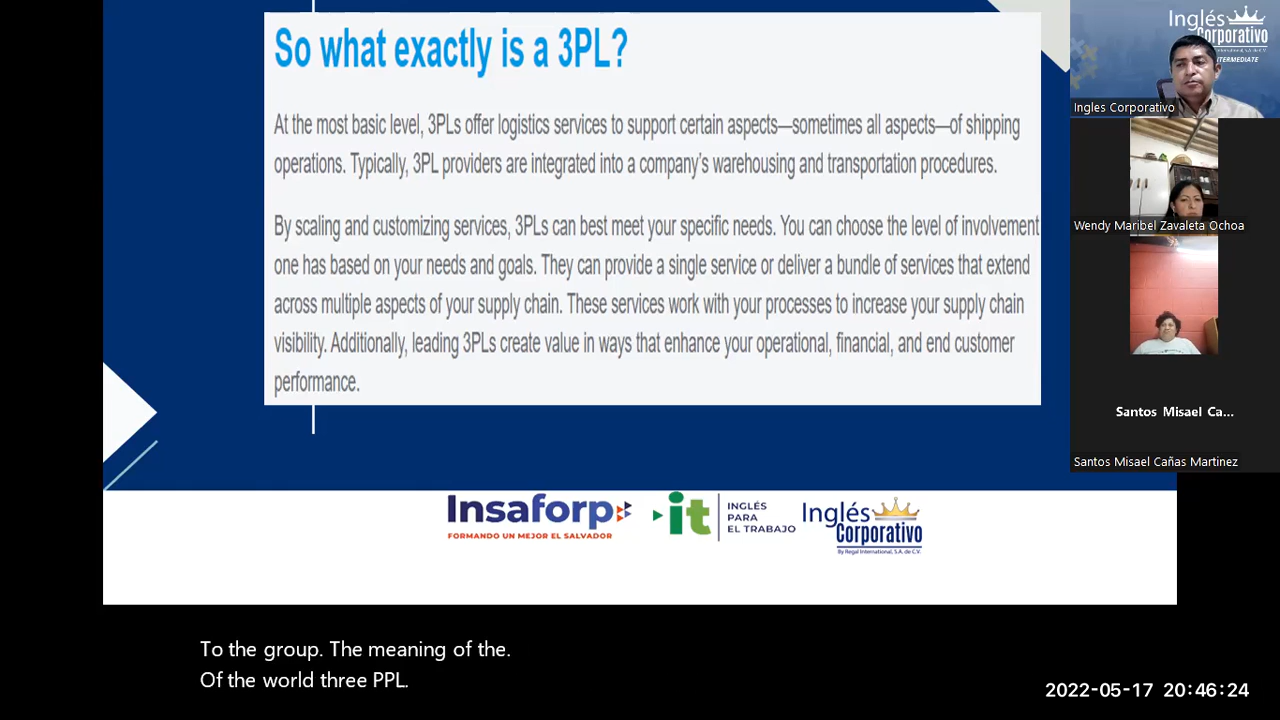 So what exactly is a 3PL?
At the most basic level, 3PLs offer logistics services to support certain aspects—sometimes all aspects—of shipping
operations. Typically, 3PL providers are integrated into a company's warehousing and transportation procedures.
By scaling and customizing services, 3PLs can best meet your specific needs. You can choose the level of involvement
one has based on your needs and goals. They can provide a single service or deliver a bundle of services that extend
across multiple aspects of your supply chain. These services work with your processes to increase your supply chain
visibility. Additionally, leading 3PLs create value in ways that enhance your operational, financial, and end customer
performance.
Insaforp
FORMANDO UN MEJOR EL SALVADOR
it
INGLÉS
PARA
EL TRABAJO
Inglés
Corporativo
By Regal International, S.A. de C.V.
Inglés
Corporativo
Ingles Corporativo
Wendy Maribel Zavaleta Ochoa
Santos Misael Ca...
Santos Misael Cañas Martinez
To the group. The meaning of the.
Of the world three PPL.
2022-05-17 20:46:24